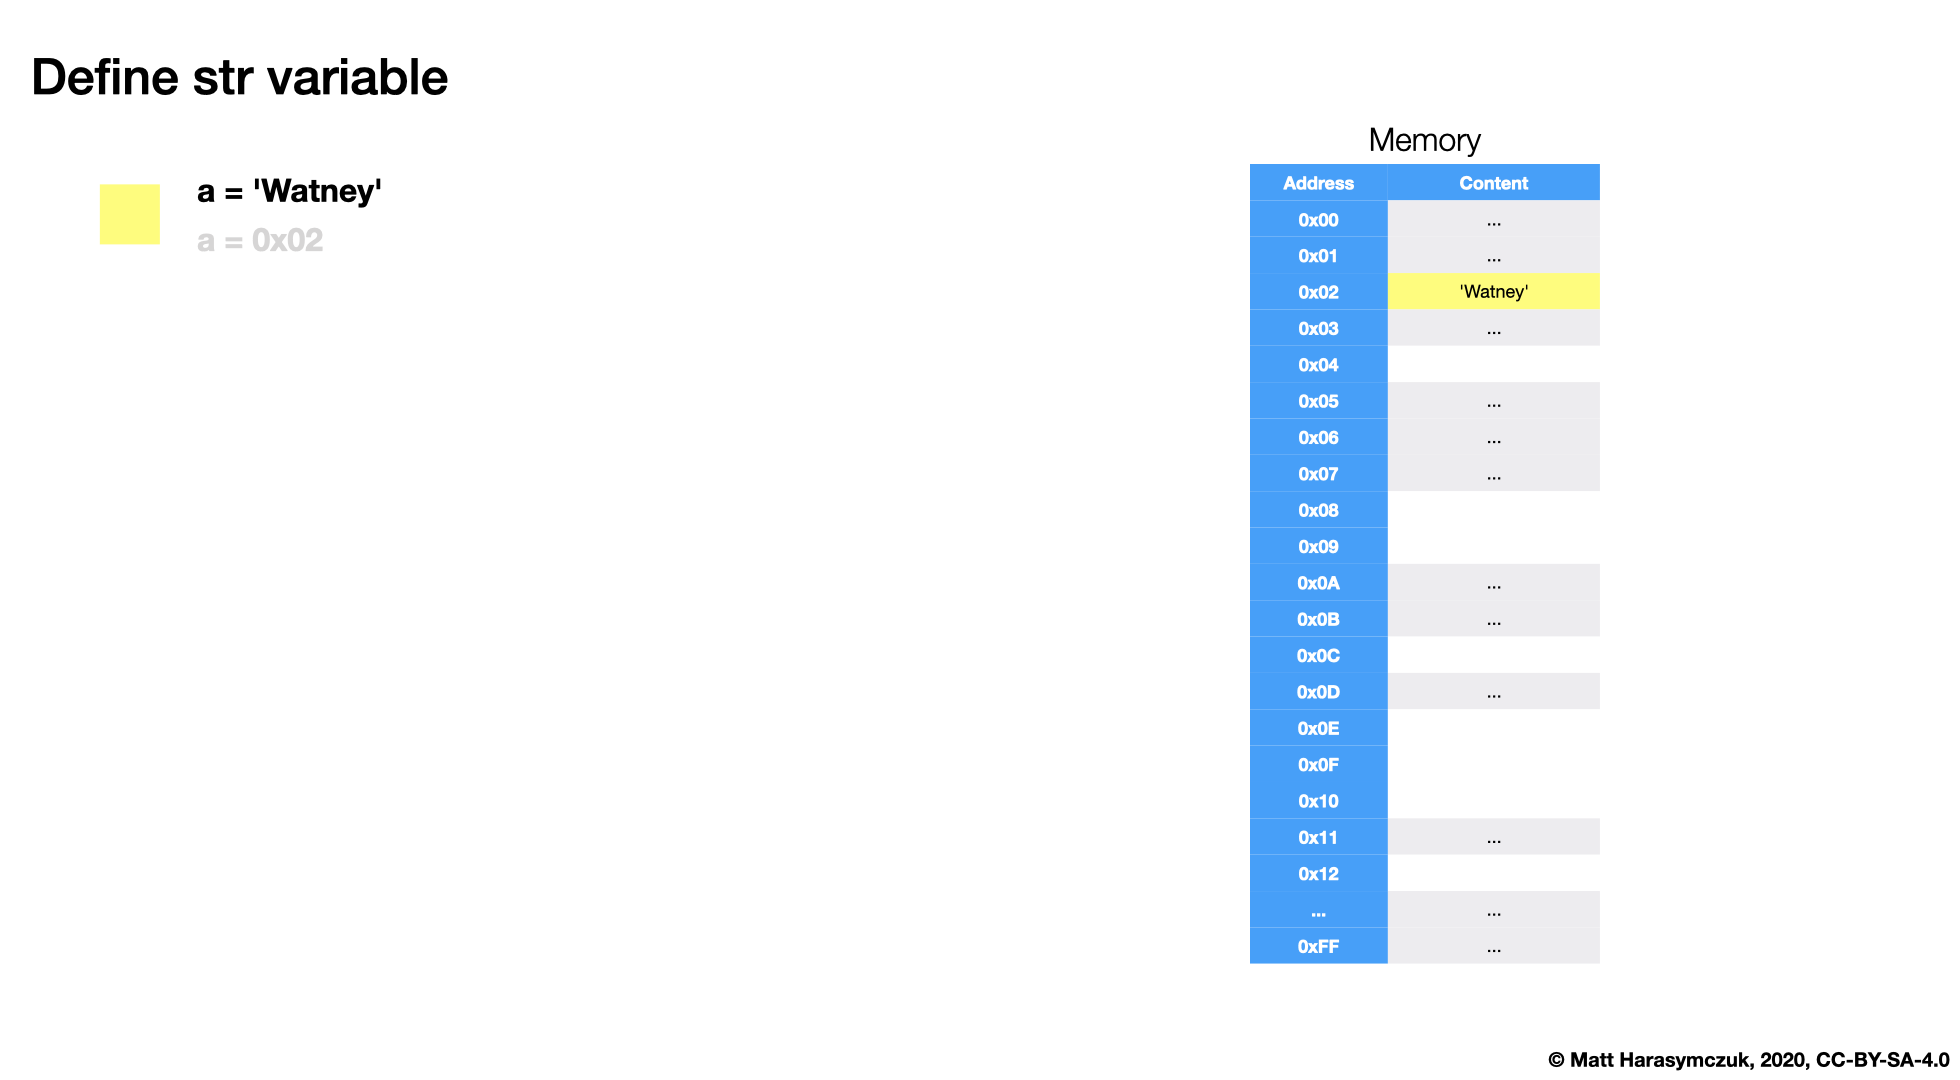 Define str variable
a = 'Watney'
a = 0x02
Memory
Address Content
0x00 ...
0x01 ...
0x02 'Watney'
0x03 ...
0x04
0x05 ...
0x06 ...
0x07 ...
0x08
0x09
0x0A ...
0x0B ...
0x0C
0x0D ...
0x0E
0x0F
0x10
0x11 ...
0x12
... ...
0xFF ...
© Matt Harasymczuk, 2020, CC-BY-SA-4.0